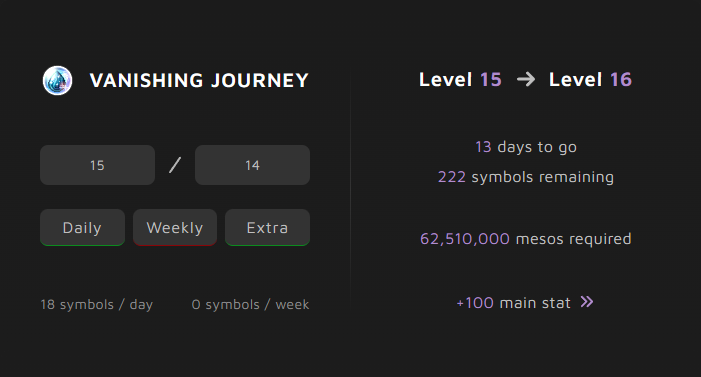 VANISHING JOURNEY
15 / 14
Daily Weekly Extra
18 symbols / day 0 symbols / week
Level 15 → Level 16
13 days to go
222 symbols remaining
62,510,000 mesos required
+100 main stat »